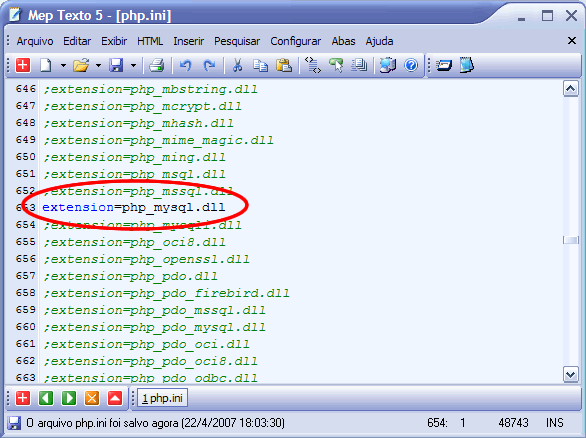 Mep Texto 5 - [php.ini]
Arquivo Editar Exibir HTML Inserir Pesquisar Configurar Abas Ajuda
646 ;extension=php_mbstring.dll
647 ;extension=php_mcrypt.dll
648 ;extension=php_mhash.dll
649 ;extension=php_mime_magic.dll
650 ;extension=php_ming.dll
651 ;extension=php_msql.dll
652 ;extension=php_mssql.dll
653 extension=php_mysql.dll
654 ;extension=php_mysqli.dll
655 ;extension=php_oci8.dll
656 ;extension=php_openssl.dll
657 ;extension=php_pdo.dll
658 ;extension=php_pdo_firebird.dll
659 ;extension=php_pdo_mssql.dll
660 ;extension=php_pdo_mysql.dll
661 ;extension=php_pdo_oci.dll
662 ;extension=php_pdo_oci8.dll
663 ;extension=php_pdo_odbc.dll
1 php.ini
O arquivo php.ini foi salvo agora (22/4/2007 18:03:30) 654: 1 48743 INS